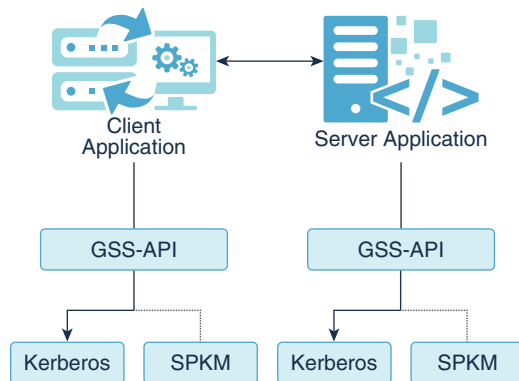 Client
Application
</>
Server Application
GSS-API
GSS-API
Kerberos
SPKM
Kerberos
SPKM